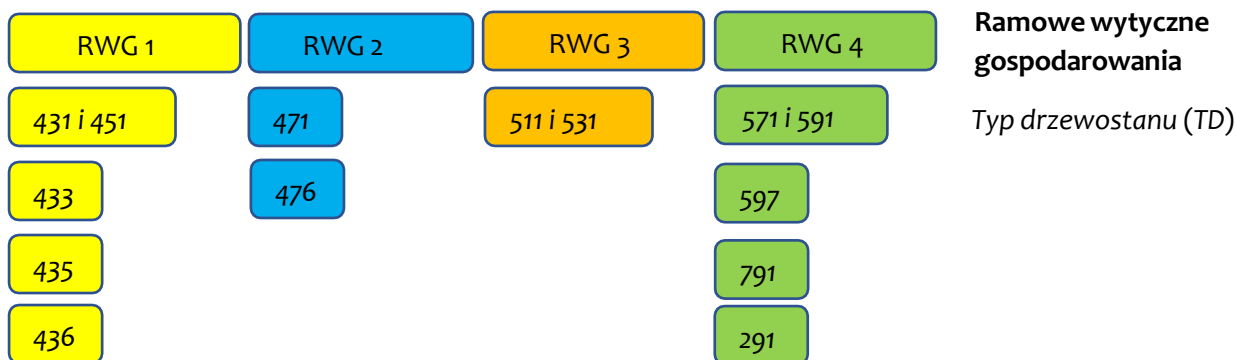 RWG 1
RWG 2
RWG 3
RWG 4
Ramowe wytyczne
gospodarowania
431 i 451
471
511 i 531
571 i 591
Typ drzewostanu (TD)
433
476
597
435
791
436
291